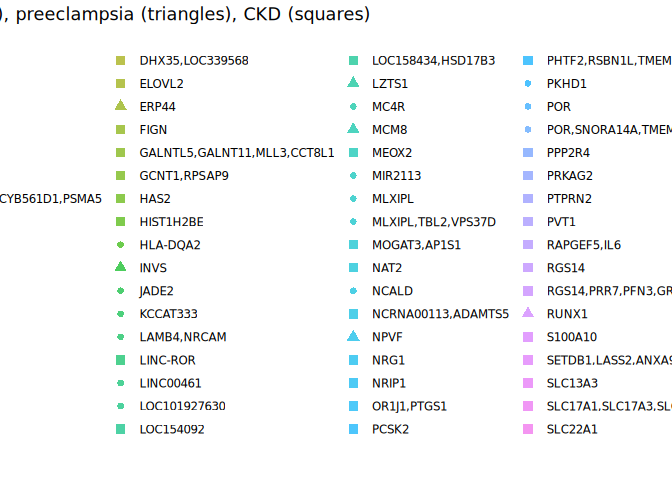 ), preeclampsia (triangles), CKD (squares)
DHX35,LOC339568
ELOVL2
ERP44
FIGN
GALNTL5,GALNT11,MLL3,CCT8L1
GCNT1,RPSAP9
CYB561D1,PSMA5
HAS2
HIST1H2BE
HLA-DQA2
INVS
JADE2
KCCAT333
LAMB4,NRCAM
LINC-ROR
LINC00461
LOC101927630
LOC154092
LOC158434,HSD17B3
LZTS1
MC4R
MCM8
MEOX2
MIR2113
MLXIPL
MLXIPL,TBL2,VPS37D
MOGAT3,AP1S1
NAT2
NCALD
NCRNA00113,ADAMTS5
NPVF
NRG1
NRIP1
OR1J1,PTGS1
PCSK2
PHTF2,RSBN1L,TMEM
PKHD1
POR
POR,SNORA14A,TMEM
PPP2R4
PRKAG2
PTPRN2
PVT1
RAPGEF5,IL6
RGS14
RGS14,PRR7,PFN3,GR
RUNX1
S100A10
SETDB1,LASS2,ANXA9
SLC13A3
SLC17A1,SLC17A3,SLC
SLC22A1